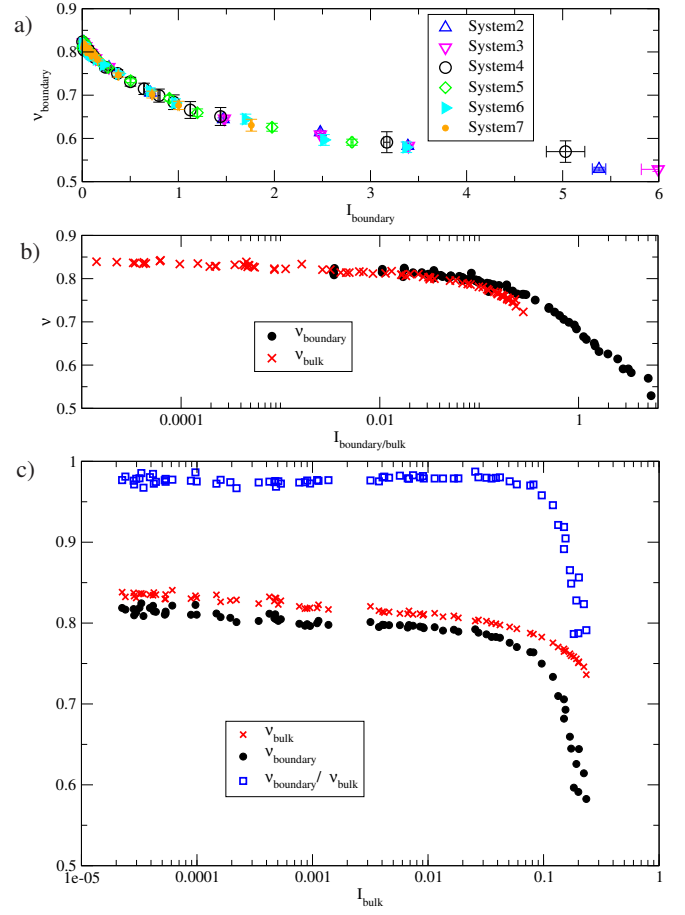 a)
0.9
0.8
0.7
0.6
0.5
ν_boundary
0 1 2 3 4 5 6
I_boundary
System2
System3
System4
System5
System6
System7
b)
0.9
0.8
0.7
0.6
0.5
ν
0.0001 0.01 1
I_boundary/bulk
ν_boundary
ν_bulk
c)
1
0.9
0.8
0.7
0.6
0.5
1e-05 0.0001 0.001 0.01 0.1 1
I_bulk
ν_bulk
ν_boundary
ν_boundary/ ν_bulk